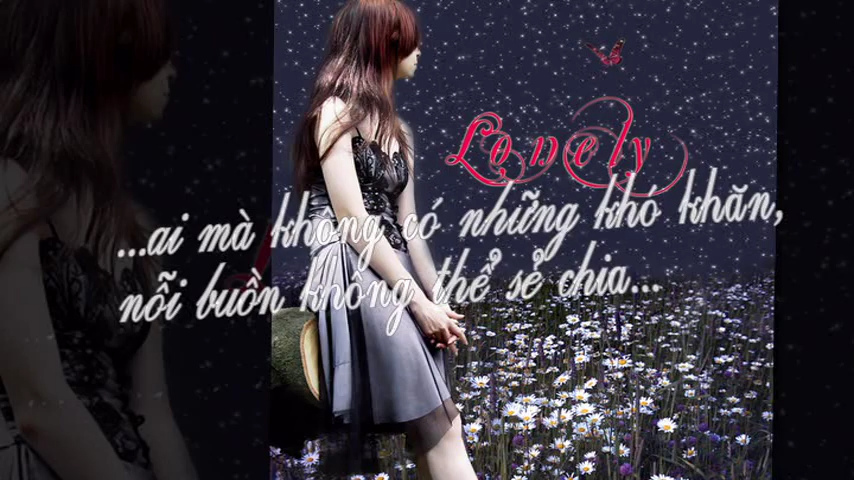 Lonely
...ai mà không có những khó khăn,
nỗi buồn không thể sẻ chia...